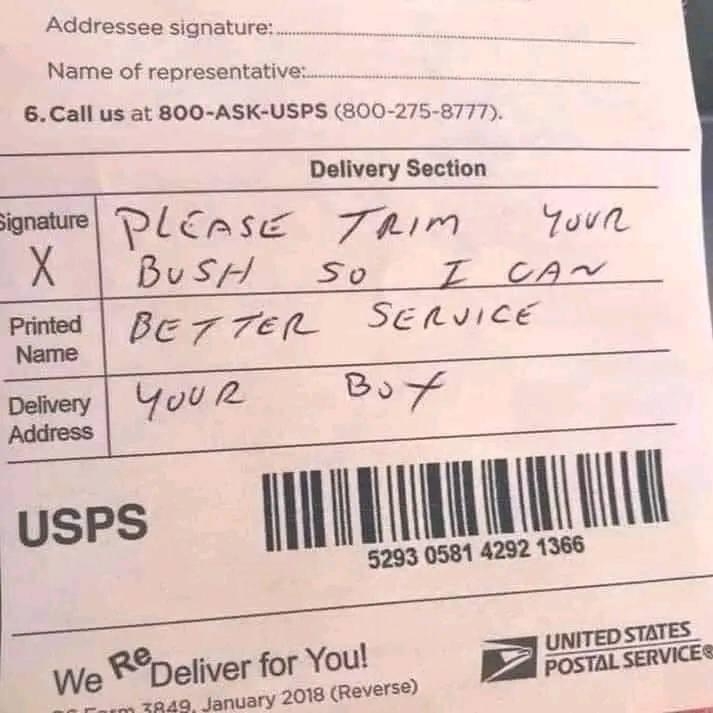 Addressee signature:
Name of representative:
6. Call us at 800-ASK-USPS (800-275-8777).
Delivery Section
Signature
X
PLEASE TRIM YOUR
BUSH SO I CAN
Printed
Name
BETTER SERVICE
Delivery
Address
YOUR BOX
USPS
5293 0581 4292 1366
We ReDeliver for You!
Form 3849, January 2018 (Reverse)
UNITED STATES
POSTAL SERVICE®